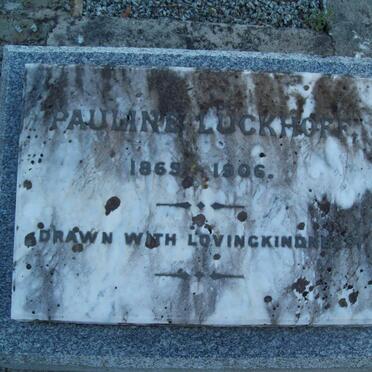 PAULINE LUCKHOFF,
1865 - 1906.
DRAWN WITH LOVINGKINDNESS